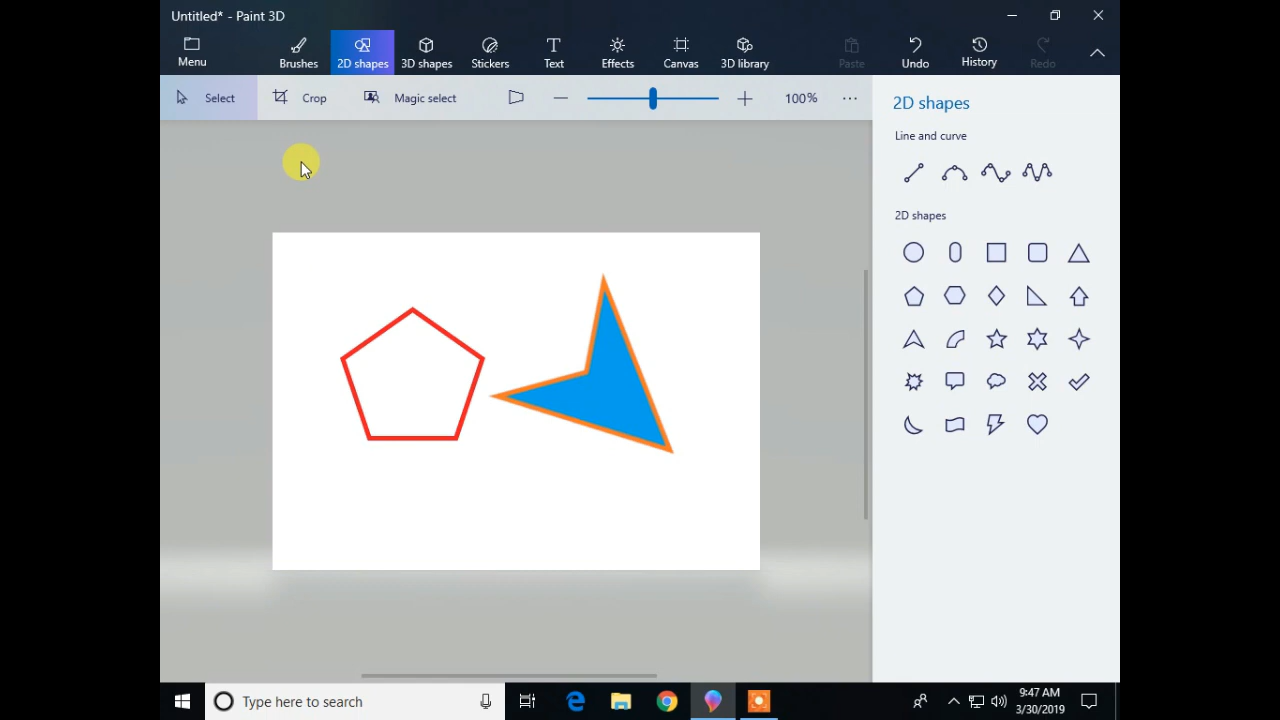 Untitled* - Paint 3D
Menu
Brushes
2D shapes
3D shapes
Stickers
Text
Effects
Canvas
3D library
Paste
Undo
History
Redo
Select
Crop
Magic select
100%
2D shapes
Line and curve
2D shapes
Type here to search
9:47 AM
3/30/2019